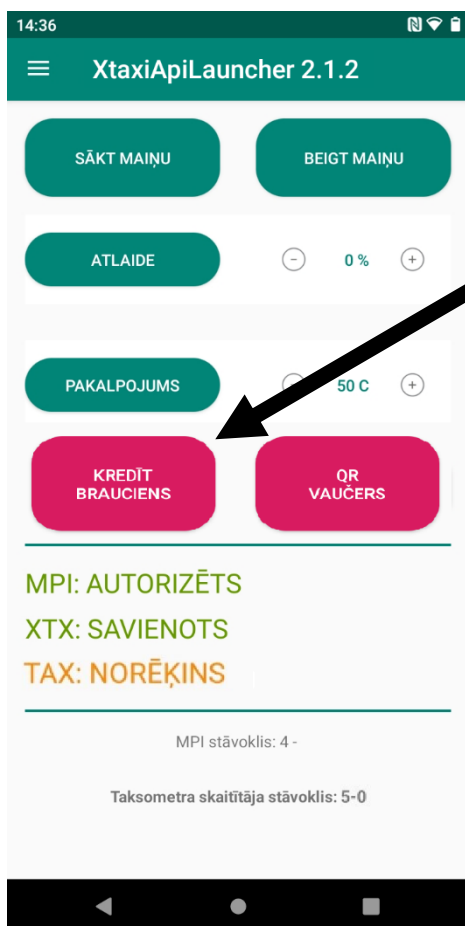 14:36
XtaxiApiLauncher 2.1.2
SĀKT MAIŅU
BEIGT MAIŅU
ATLAIDE
0 %
PAKALPOJUMS
50 C
KREDĪT
BRAUCIENS
QR
VAUČERS
MPI: AUTORIZĒTS
XTX: SAVIENOTS
TAX: NORĒĶINS
MPI stāvoklis: 4 -
Taksometra skaitītāja stāvoklis: 5-0